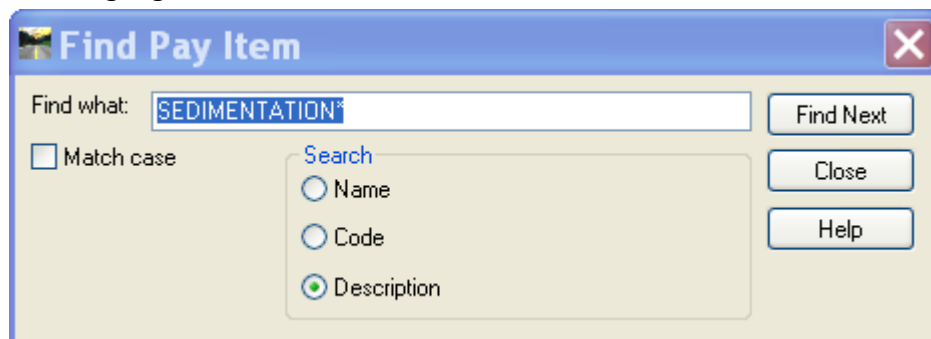 Find Pay Item
Find what: SEDIMENTATION* Find Next
Match case Search Close
Name
Code Help
Description